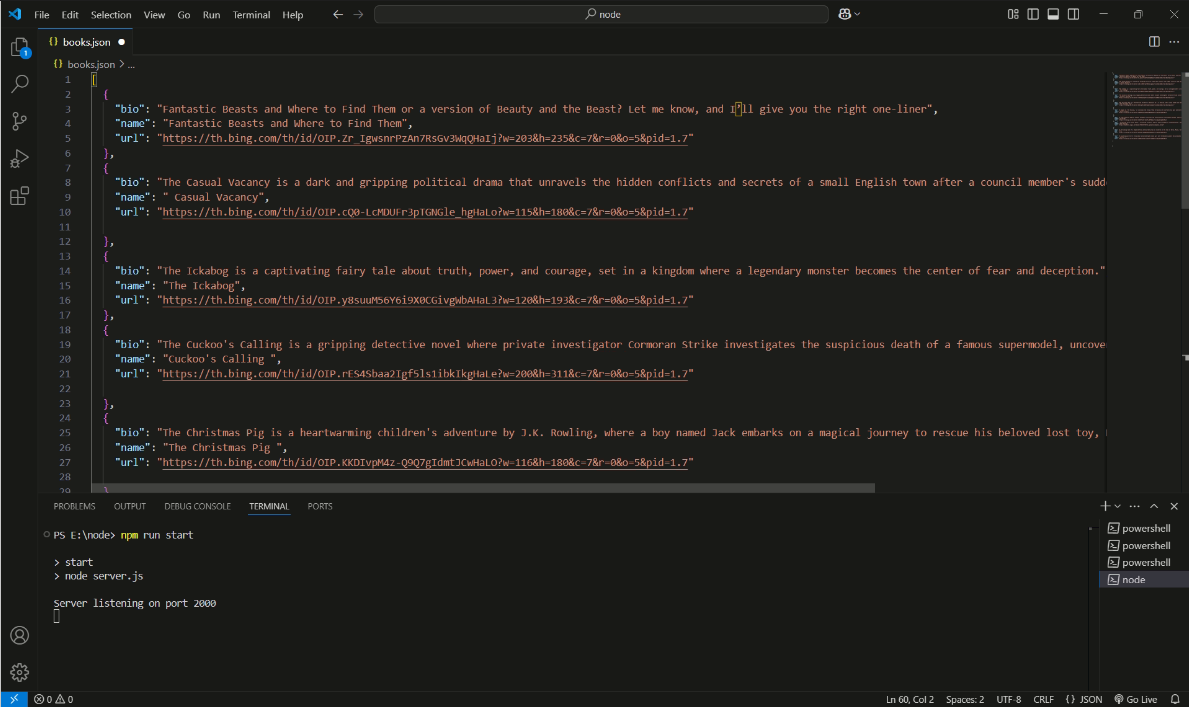 File Edit Selection View Go Run Terminal Help
node
1
{} books.json
{} books.json > ...
1 [
2 {
3 "bio": "Fantastic Beasts and Where to Find Them or a version of Beauty and the Beast? Let me know, and I’ll give you the right one-liner",
4 "name": "Fantastic Beasts and Where to Find Them",
5 "url": "https://th.bing.com/th/id/OIP.Zr_IgwsnrPzAn7RsGv3WqQHaIj?w=203&h=235&c=7&r=0&o=5&pid=1.7"
6 },
7 {
8 "bio": "The Casual Vacancy is a dark and gripping political drama that unravels the hidden conflicts and secrets of a small English town after a council member's sudd
9 "name": " Casual Vacancy",
10 "url": "https://th.bing.com/th/id/OIP.cQ0-LcMDUFr3pTGNGle_hgHaLo?w=115&h=180&c=7&r=0&o=5&pid=1.7"
11
12 },
13 {
14 "bio": "The Ickabog is a captivating fairy tale about truth, power, and courage, set in a kingdom where a legendary monster becomes the center of fear and deception."
15 "name": "The Ickabog",
16 "url": "https://th.bing.com/th/id/OIP.y8suuM56Y6i9X0CGivgWbAHaL3?w=120&h=193&c=7&r=0&o=5&pid=1.7"
17 },
18 {
19 "bio": "The Cuckoo's Calling is a gripping detective novel where private investigator Cormoran Strike investigates the suspicious death of a famous supermodel, uncove
20 "name": "Cuckoo's Calling ",
21 "url": "https://th.bing.com/th/id/OIP.rES4Sbaa2Igf5ls1ibkIkgHaLe?w=200&h=311&c=7&r=0&o=5&pid=1.7"
22
23 },
24 {
25 "bio": "The Christmas Pig is a heartwarming children's adventure by J.K. Rowling, where a boy named Jack embarks on a magical journey to rescue his beloved lost toy,
26 "name": "The Christmas Pig ",
27 "url": "https://th.bing.com/th/id/OIP.KKDIvpM4z-Q9Q7gIdmtJCwHaLO?w=116&h=180&c=7&r=0&o=5&pid=1.7"
28
29 }
PROBLEMS OUTPUT DEBUG CONSOLE TERMINAL PORTS
PS E:\node> npm run start
> start
> node server.js
Server listening on port 2000
powershell
powershell
powershell
node
0 0
Ln 60, Col 2 Spaces: 2 UTF-8 CRLF {} JSON Go Live